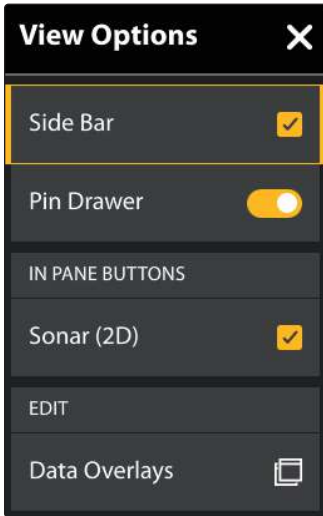 View Options
Side Bar
Pin Drawer
IN PANE BUTTONS
Sonar (2D)
EDIT
Data Overlays